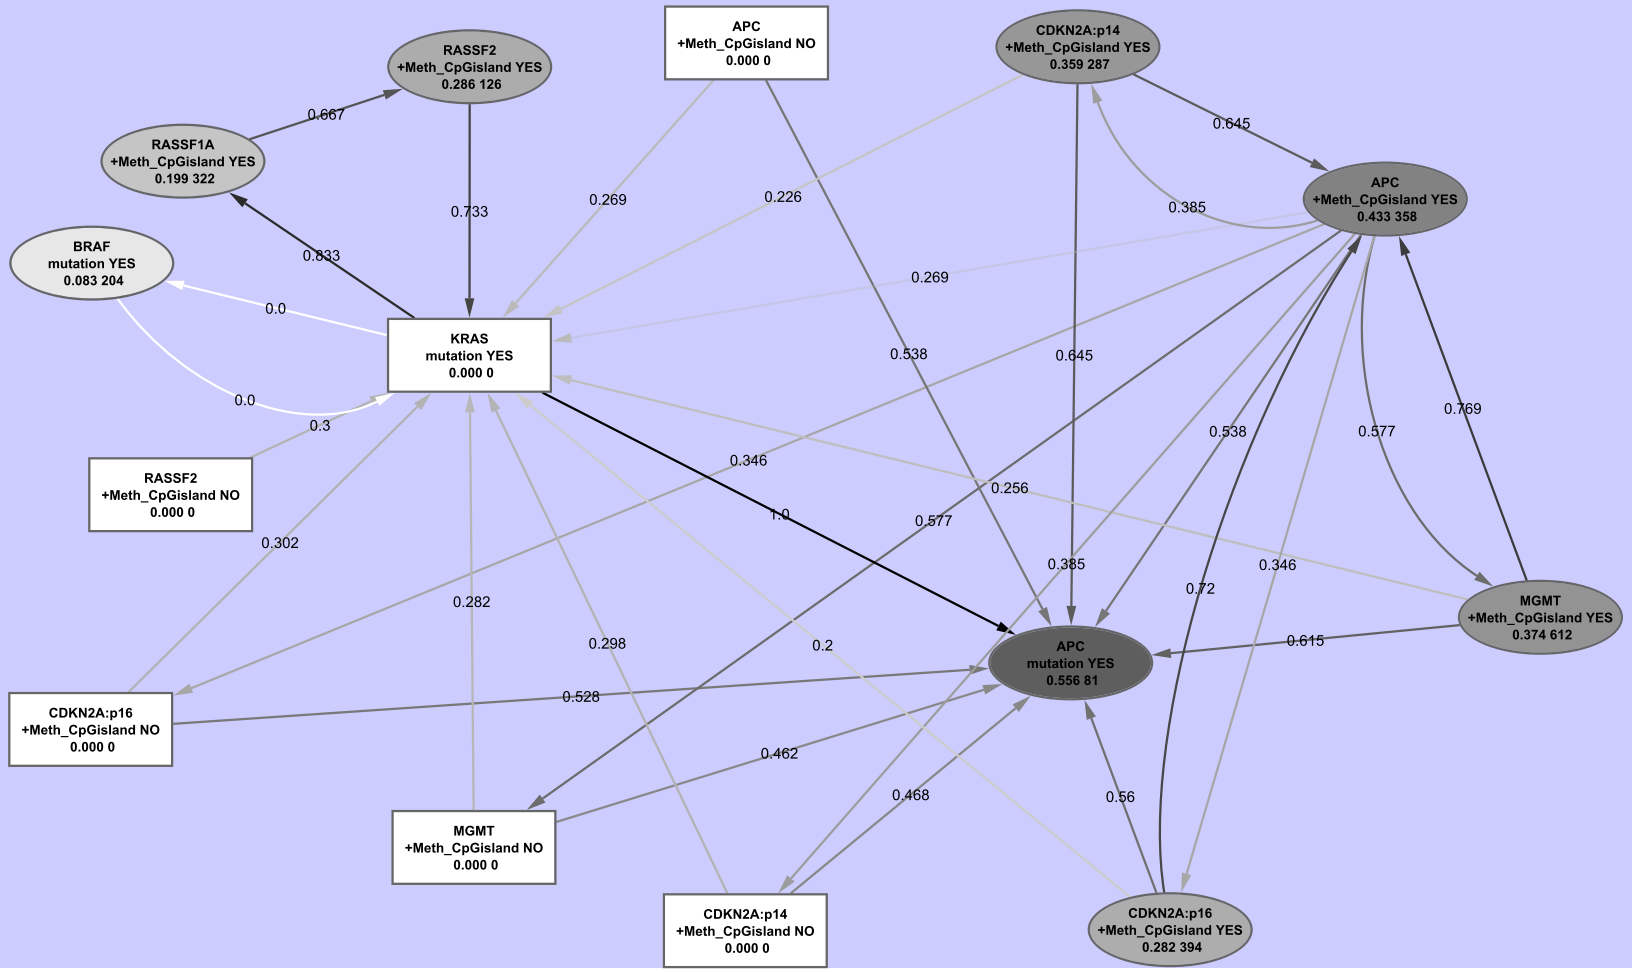 APC
+Meth_CpGisland NO
0.000 0
CDKN2A:p14
+Meth_CpGisland YES
0.359 287
RASSF2
+Meth_CpGisland YES
0.286 126
0.667
0.645
RASSF1A
+Meth_CpGisland YES
0.199 322
APC
+Meth_CpGisland YES
0.433 358
0.269
0.226
0.385
0.733
BRAF
mutation YES
0.083 204
0.833
0.269
0.0
KRAS
mutation YES
0.000 0
0.538
0.645
0.0
0.3
0.769
0.538
0.577
0.346
RASSF2
+Meth_CpGisland NO
0.000 0
0.256
1.0
0.577
0.302
0.385
0.346
0.72
0.282
MGMT
+Meth_CpGisland YES
0.374 612
0.298
0.2
0.615
APC
mutation YES
0.556 81
0.528
CDKN2A:p16
+Meth_CpGisland NO
0.000 0
0.462
0.468
0.56
MGMT
+Meth_CpGisland NO
0.000 0
CDKN2A:p14
+Meth_CpGisland NO
0.000 0
CDKN2A:p16
+Meth_CpGisland YES
0.282 394